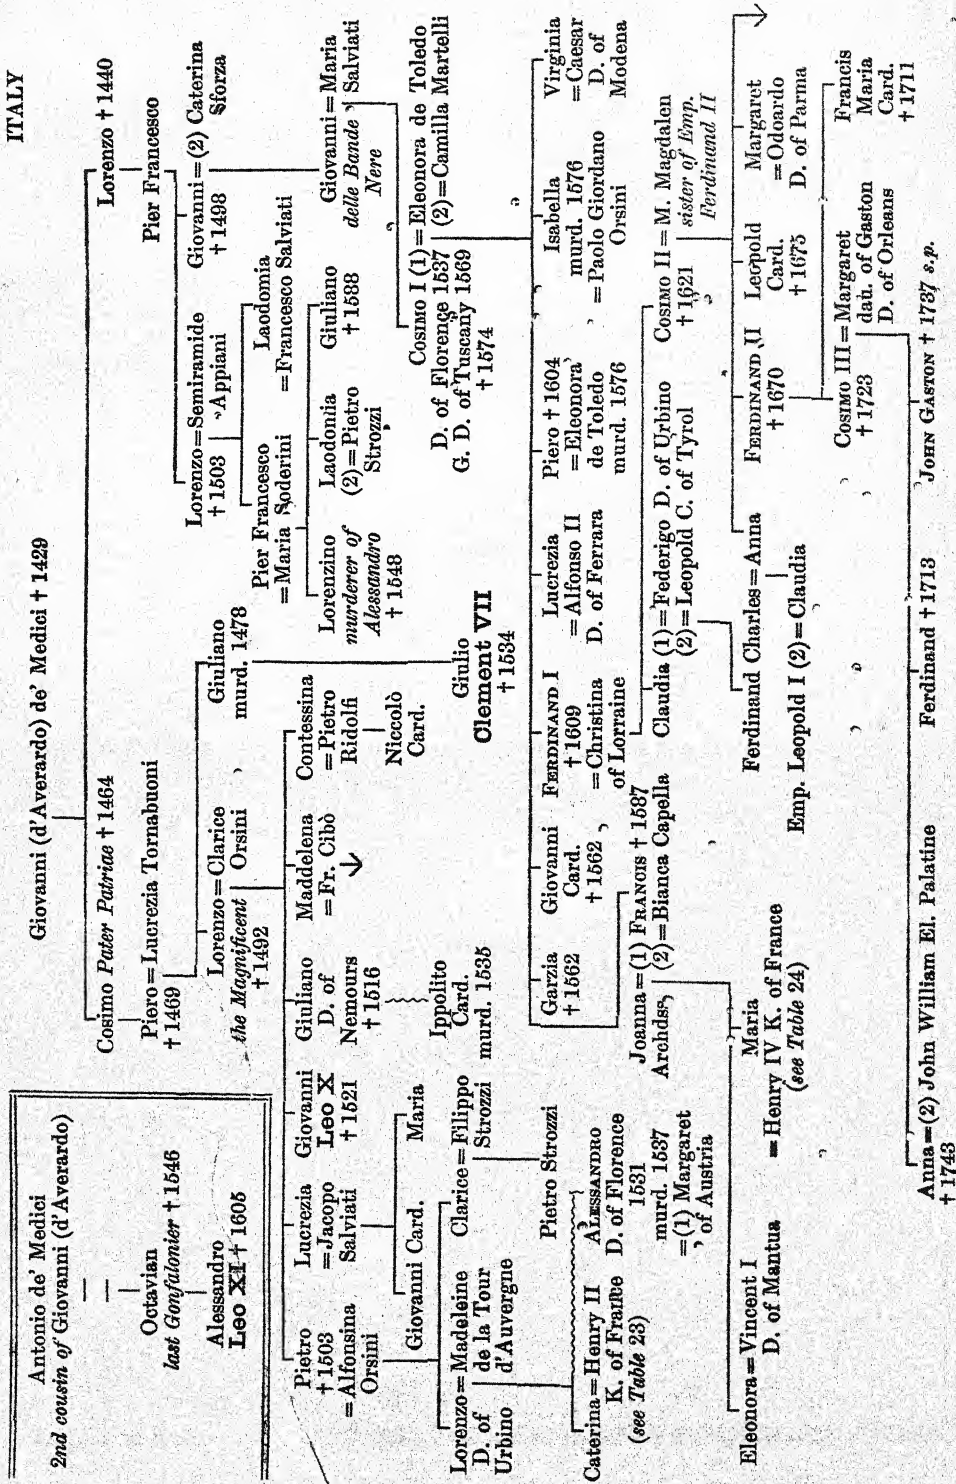 ITALY
Giovanni (d'Averardo) de' Medici † 1429
Antonio de' Medici
2nd cousin of Giovanni (d'Averardo)
Octavian
last Gonfalonier † 1546
Alessandro
Leo XI † 1605
Cosimo Pater Patriae † 1464
Lorenzo † 1440
Piero = Lucrezia Tornabuoni
† 1469
Pier Francesco
Lorenzo = Clarice
the Magnificent Orsini
† 1492
Giuliano
murd. 1478
Lorenzo = Semiramide
† 1503 Appiani
Giovanni = (2) Caterina
† 1498 Sforza
Pier Francesco
= Maria Soderini
Laodomia
= Francesco Salviati
Giovanni = Maria
delle Bande Salviati
Nere
Pietro
† 1503
= Alfonsina
Orsini
Lucrezia
= Jacopo
Salviati
Giovanni
Leo X
† 1521
Giuliano
D. of
Nemours
† 1516
Maddelena
= Fr. Cibò
Contessina
= Pietro
Ridolfi
Lorenzino
murderer of
Alessandro
† 1548
Laodonia
(2) = Pietro
Strozzi
Giuliano
† 1588
Giovanni Card.
Maria
Ippolito
Card.
murd. 1535
Niccolò
Card.
Giulio
Clement VII
† 1534
Cosimo I (1) = Eleonora de Toledo
D. of Florence 1537 (2) = Camilla Martelli
G. D. of Tuscany 1569
† 1574
Lorenzo = Madeleine
D. of de la Tour
Urbino d'Auvergne
Clarice = Filippo
Strozzi
Pietro Strozzi
Garzia
† 1562
Giovanni
Card.
† 1562
Ferdinand I
† 1609
= Christina
of Lorraine
Lucrezia
= Alfonso II
D. of Ferrara
Piero † 1604
= Eleonora
de Toledo
murd. 1576
Isabella
murd. 1576
= Paolo Giordano
Orsini
Virginia
= Caesar
D. of
Modena
Caterina = Henry II
K. of France
(see Table 23)
Alessandro
D. of Florence
1531
murd. 1537
= (1) Margaret
of Austria
Joanna = (1) Francis † 1587
Archdss, (2) = Bianca Capella
Claudia (1) = Federigo D. of Urbino
(2) = Leopold C. of Tyrol
Cosimo II = M. Magdalen
† 1621 sister of Emp.
Ferdinand II
Eleonora = Vincent I
D. of Mantua
Maria
= Henry IV K. of France
(see Table 24)
Ferdinand Charles = Anna
Emp. Leopold I (2) = Claudia
Ferdinand II
† 1670
Leopold
Card.
† 1675
Margaret
= Odoardo
D. of Parma
Cosimo III = Margaret
† 1723 dau. of Gaston
D. of Orleans
Francis
Maria
Card.
† 1711
Anna = (2) John William El. Palatine
† 1743
Ferdinand † 1713
John Gaston † 1737 s.p.